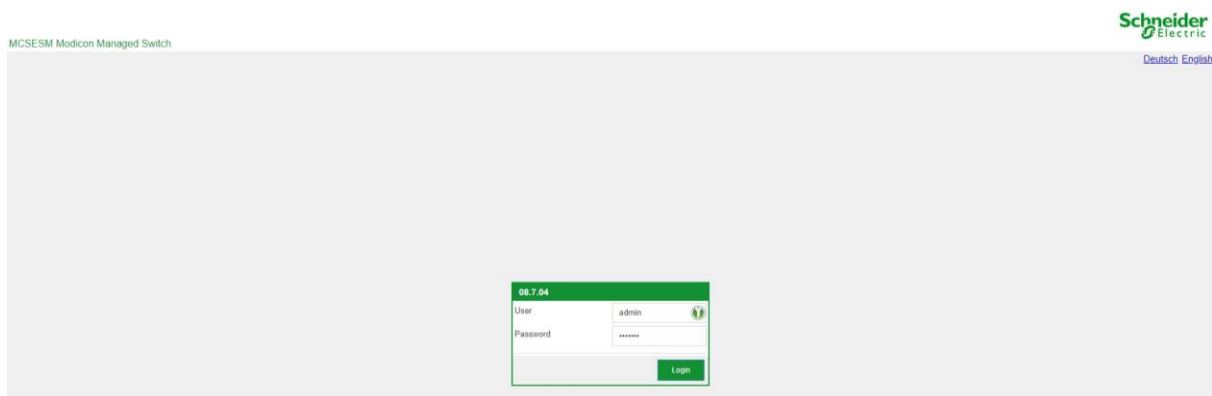 Schneider
Electric
MCSESM Modicon Managed Switch
Deutsch English
08.7.04
User admin
Password •••••••
Login